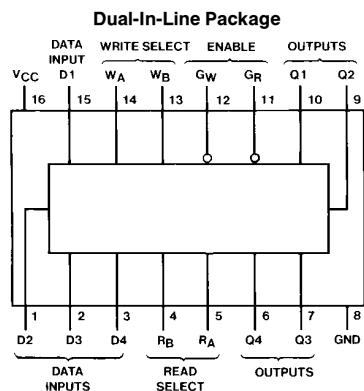 Dual-In-Line Package
DATA INPUT WRITE SELECT ENABLE OUTPUTS
VCC D1 WA WB GW GR Q1 Q2
16 15 14 13 12 11 10 9
1 2 3 4 5 6 7 8
D2 D3 D4 RB RA Q4 Q3 GND
DATA INPUTS READ SELECT OUTPUTS